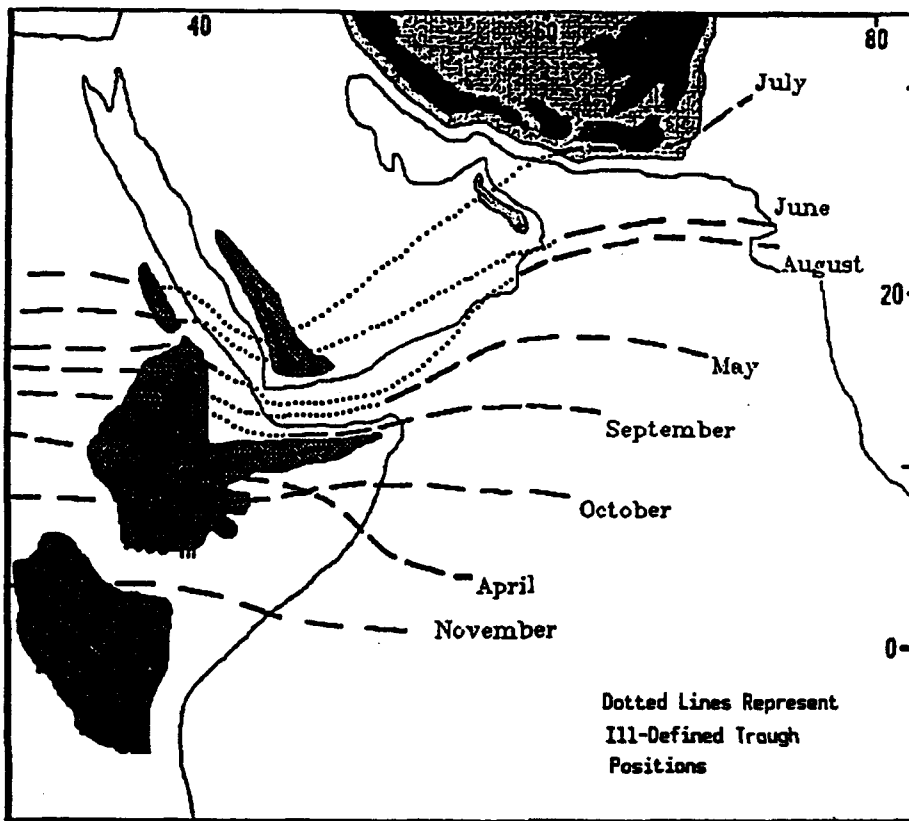 40
60
80
July
June
August
20
May
September
October
April
November
0
Dotted Lines Represent
Ill-Defined Trough
Positions